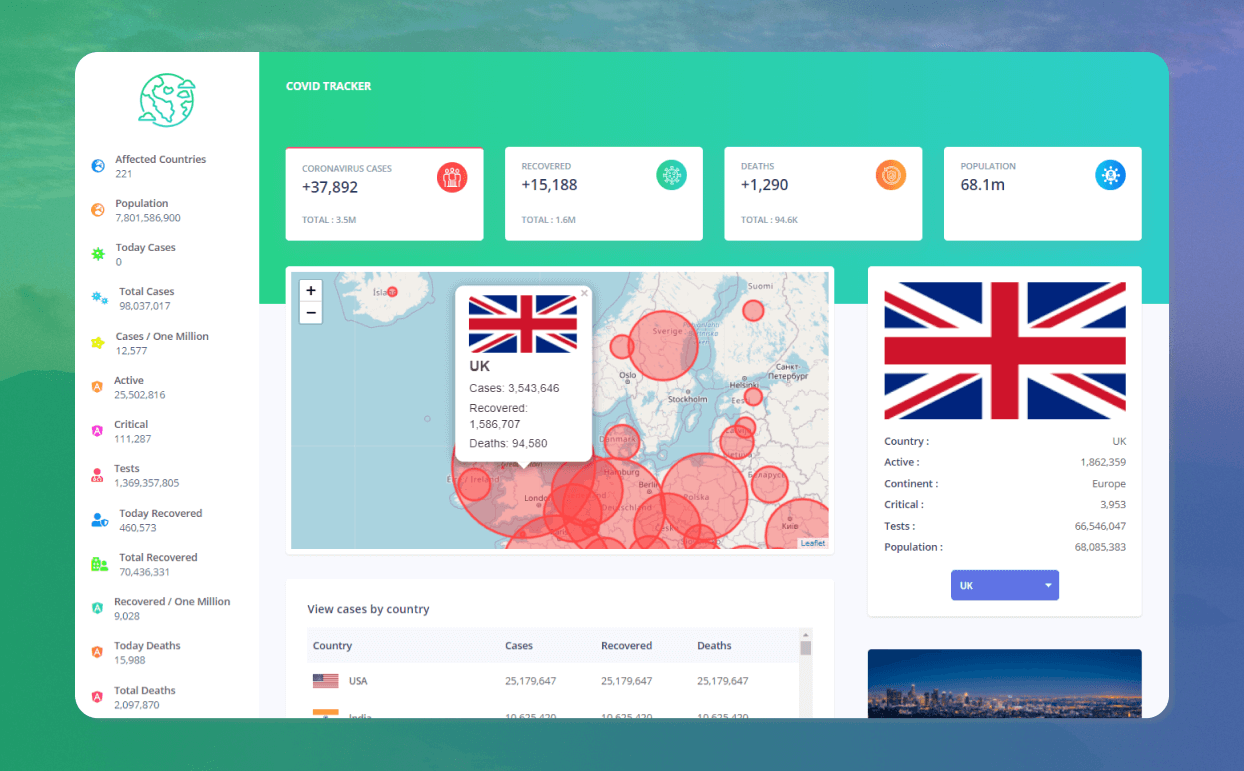 COVID TRACKER
Affected Countries
221
Population
7,801,586,900
Today Cases
0
Total Cases
98,037,017
Cases / One Million
12,577
Active
25,502,816
Critical
111,287
Tests
1,369,357,805
Today Recovered
460,573
Total Recovered
70,436,331
Recovered / One Million
9,028
Today Deaths
15,988
Total Deaths
2,097,870
CORONAVIRUS CASES
+37,892
TOTAL : 3.5M
RECOVERED
+15,188
TOTAL : 1.6M
DEATHS
+1,290
TOTAL : 94.6K
POPULATION
68.1m
+
−
×
UK
Cases: 3,543,646
Recovered:
1,586,707
Deaths: 94,580
Suomi
Sverige
Oslo
Санкт-
Петербург
Helsinki
Stockholm
Danmark
Hamburg
Berlin
Polska
Deutschland
Київ
Leaflet
Country :
UK
Active :
1,862,359
Continent :
Europe
Critical :
3,953
Tests :
66,546,047
Population :
68,085,383
UK
View cases by country
Country Cases Recovered Deaths
USA 25,179,647 25,179,647 25,179,647
India 10,625,420 10,625,420 10,625,420